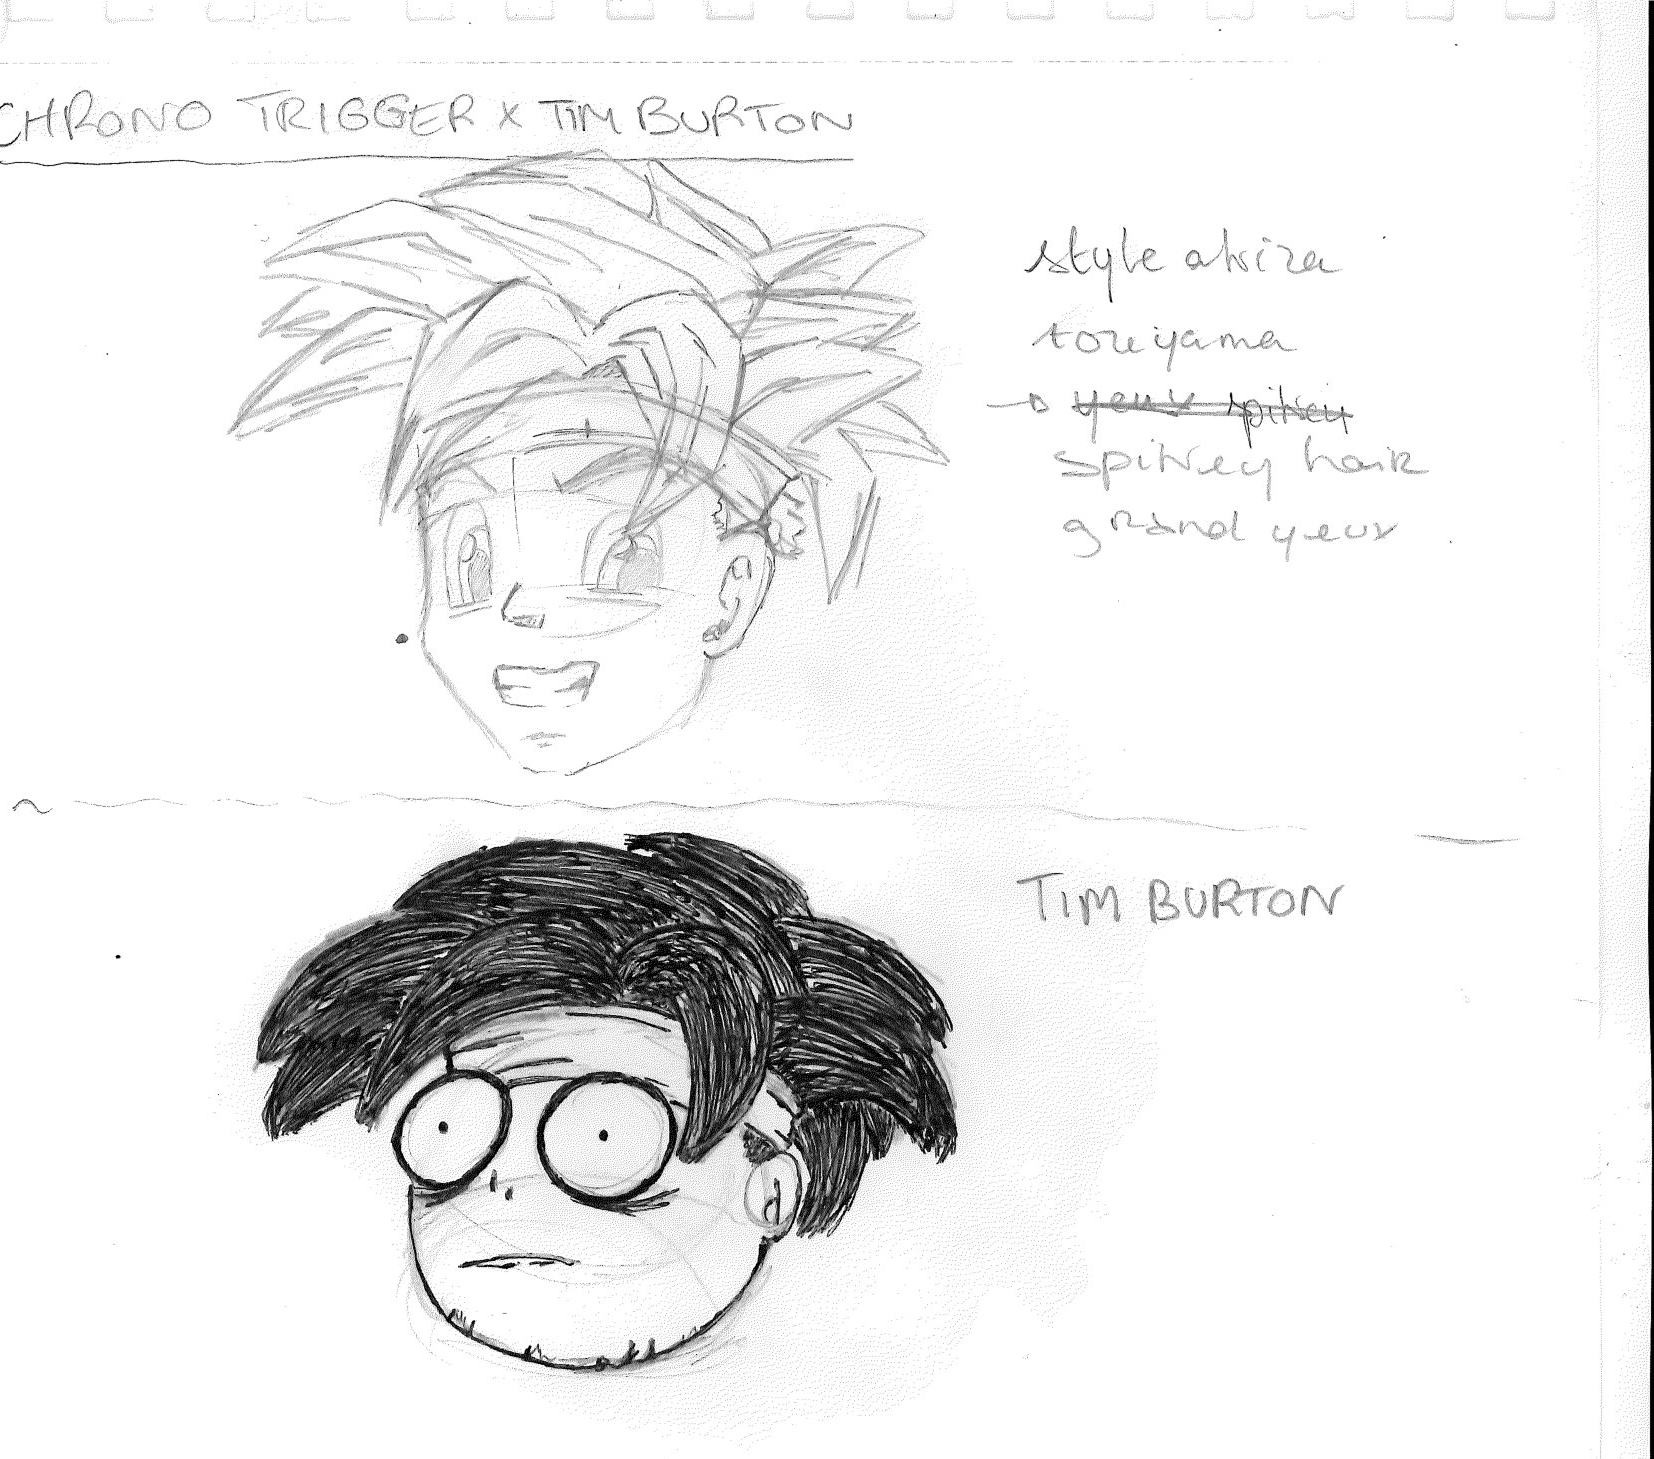 CHRONO TRIGGER X TIM BURTON
style akira
toriyama
→ yeux spikey
spikey hair
grand yeux
TIM BURTON